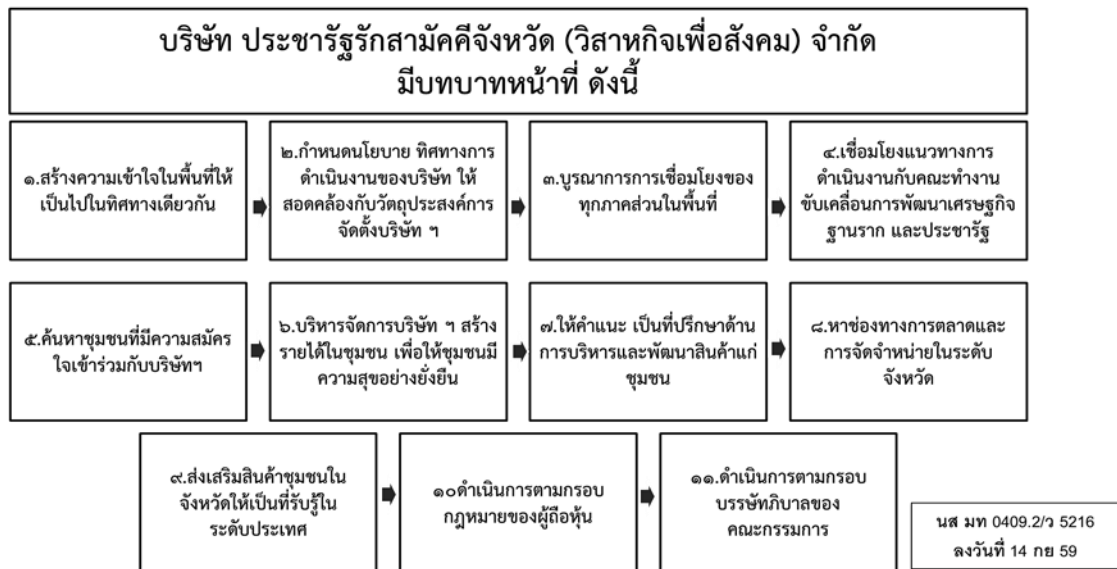 บริษัท ประชารัฐรักสามัคคีจังหวัด (วิสาหกิจเพื่อสังคม) จำกัด
มีบทบาทหน้าที่ ดังนี้
๑.สร้างความเข้าใจในพื้นที่ให้
เป็นไปในทิศทางเดียวกัน
๒.กำหนดนโยบาย ทิศทางการ
ดำเนินงานของบริษัท ให้
สอดคล้องกับวัตถุประสงค์การ
จัดตั้งบริษัท ฯ
๓.บูรณาการการเชื่อมโยงของ
ทุกภาคส่วนในพื้นที่
๔.เชื่อมโยงแนวทางการ
ดำเนินงานกับคณะทำงาน
ขับเคลื่อนการพัฒนาเศรษฐกิจ
ฐานราก และประชารัฐ
๕.ค้นหาชุมชนที่มีความสมัคร
ใจเข้าร่วมกับบริษัทฯ
๖.บริหารจัดการบริษัท ฯ สร้าง
รายได้ในชุมชน เพื่อให้ชุมชนมี
ความสุขอย่างยั่งยืน
๗.ให้คำแนะ เป็นที่ปรึกษาด้าน
การบริหารและพัฒนาสินค้าแก่
ชุมชน
๘.หาช่องทางการตลาดและ
การจัดจำหน่ายในระดับ
จังหวัด
๙.ส่งเสริมสินค้าชุมชนใน
จังหวัดให้เป็นที่รับรู้ใน
ระดับประเทศ
๑๐ดำเนินการตามกรอบ
กฎหมายของผู้ถือหุ้น
๑๑.ดำเนินการตามกรอบ
บรรษัทภิบาลของ
คณะกรรมการ
นส มท 0409.2/ว 5216
ลงวันที่ 14 กย 59